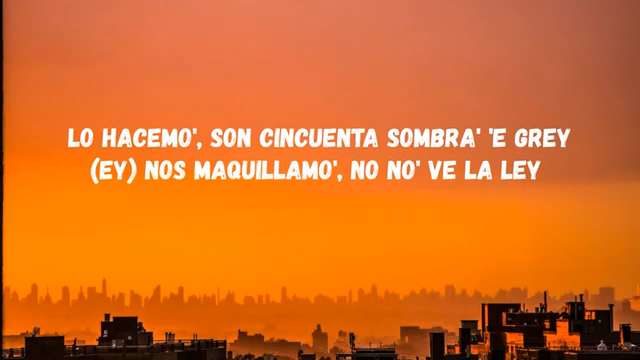 LO HACEMO', SON CINCUENTA SOMBRA' 'E GREY
(EY) NOS MAQUILLAMO', NO NO' VE LA LEY